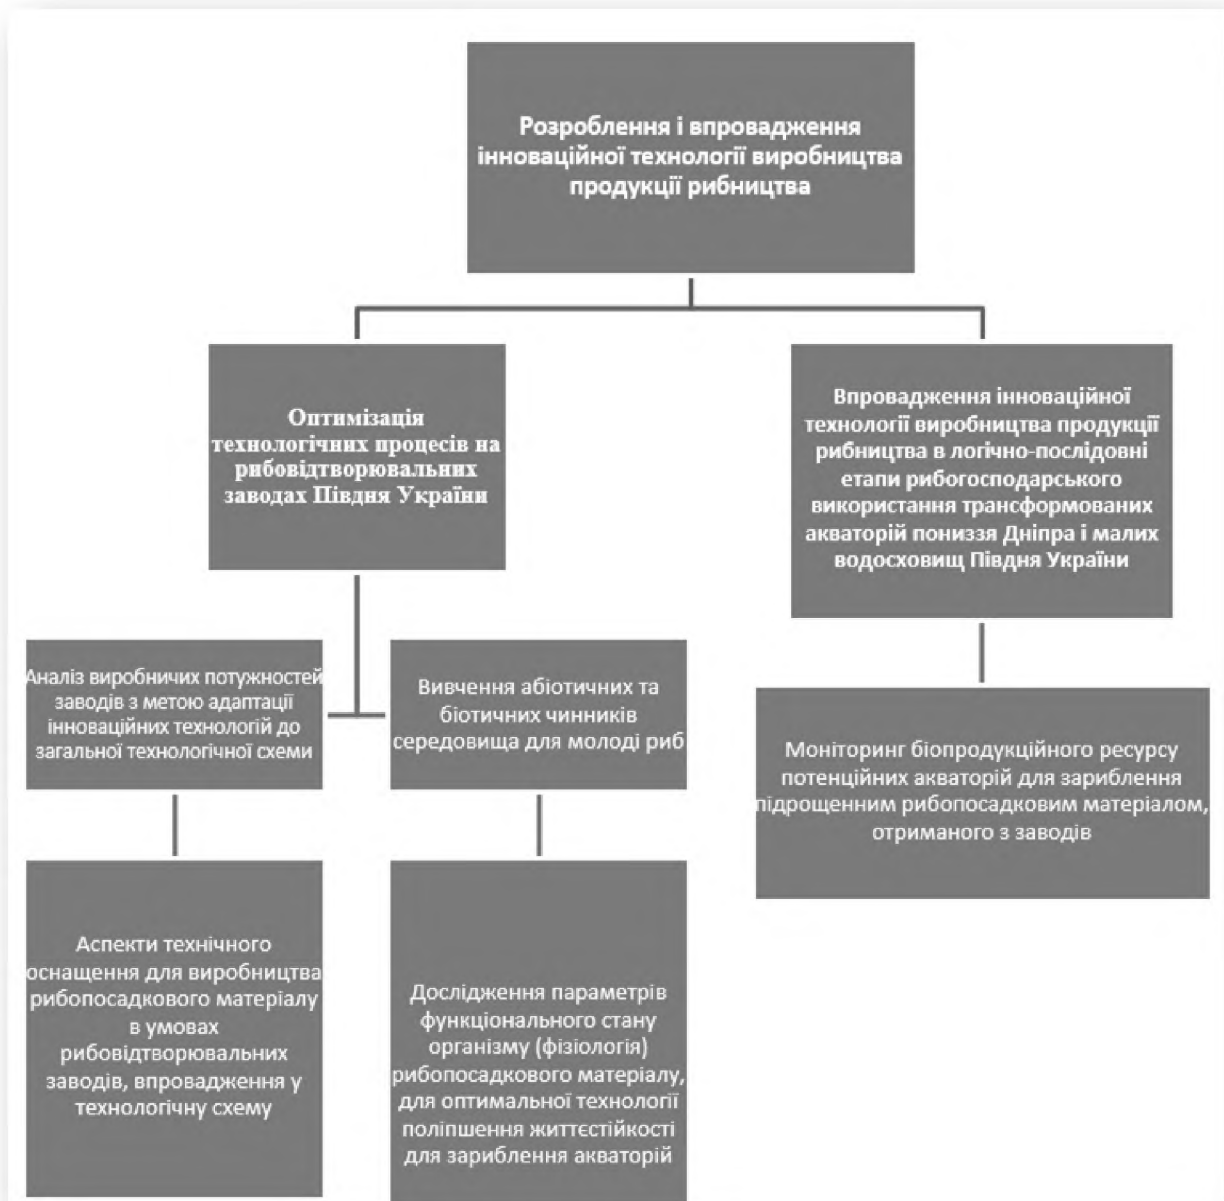 Розроблення і впровадження
інноваційної технології виробництва
продукції рибництва
Оптимізація
технологічних процесів на
рибовідтворювальних
заводах Півдня України
Впровадження інноваційної
технології виробництва продукції
рибництва в логічно-послідовні
етапи рибогосподарського
використання трансформованих
акваторій пониззя Дніпра і малих
водосховищ Півдня України
Аналіз виробничих потужностей
заводів з метою адаптації
інноваційних технологій до
загальної технологічної схеми
Вивчення абіотичних та
біотичних чинників
середовища для молоді риб
Моніторинг біопродукційного ресурсу
потенційних акваторій для зариблення
підрощенним рибопосадковим матеріалом,
отриманого з заводів
Аспекти технічного
оснащення для виробництва
рибопосадкового матеріалу
в умовах
рибовідтворювальних
заводів, впровадження у
технологічну схему
Дослідження параметрів
функціонального стану
організму (фізіологія)
рибопосадкового матеріалу,
для оптимальної технології
поліпшення життєстійкості
для зариблення акваторій